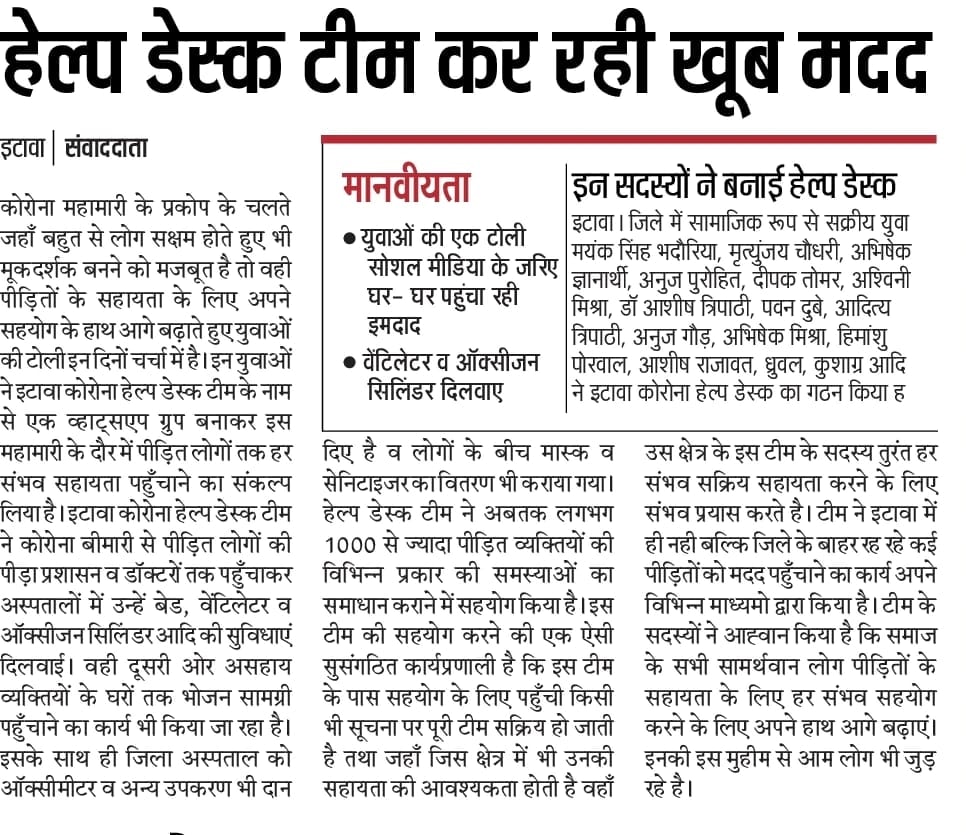 हेल्प डेस्क टीम कर रही खूब मदद
इटावा | संवाददाता
कोरोना महामारी के प्रकोप के चलते
जहाँ बहुत से लोग सक्षम होते हुए भी
मूकदर्शक बनने को मजबूत है तो वही
पीड़ितों के सहायता के लिए अपने
सहयोग के हाथ आगे बढ़ाते हुए युवाओं
की टोली इन दिनों चर्चा में है। इन युवाओं
ने इटावा कोरोना हेल्प डेस्क टीम के नाम
से एक व्हाट्सएप ग्रुप बनाकर इस
महामारी के दौर में पीड़ित लोगों तक हर
संभव सहायता पहुँचाने का संकल्प
लिया है। इटावा कोरोना हेल्प डेस्क टीम
ने कोरोना बीमारी से पीड़ित लोगों की
पीड़ा प्रशासन व डॉक्टरों तक पहुँचाकर
अस्पतालों में उन्हें बेड, वेंटिलेटर व
ऑक्सीजन सिलिंडर आदि की सुविधाएं
दिलवाई। वही दूसरी ओर असहाय
व्यक्तियों के घरों तक भोजन सामग्री
पहुँचाने का कार्य भी किया जा रहा है।
इसके साथ ही जिला अस्पताल को
ऑक्सीमीटर व अन्य उपकरण भी दान
मानवीयता
● युवाओं की एक टोली
सोशल मीडिया के जरिए
घर- घर पहुंचा रही
इमदाद
● वेंटिलेटर व ऑक्सीजन
सिलिंडर दिलवाए
इन सदस्यों ने बनाई हेल्प डेस्क
इटावा। जिले में सामाजिक रूप से सक्रीय युवा
मयंक सिंह भदौरिया, मृत्युंजय चौधरी, अभिषेक
ज्ञानार्थी, अनुज पुरोहित, दीपक तोमर, अश्विनी
मिश्रा, डॉ आशीष त्रिपाठी, पवन दुबे, आदित्य
त्रिपाठी, अनुज गौड़, अभिषेक मिश्रा, हिमांशु
पोरवाल, आशीष राजावत, ध्रुवल, कुशाग्र आदि
ने इटावा कोरोना हेल्प डेस्क का गठन किया ह
दिए है व लोगों के बीच मास्क व
सेनिटाइजर का वितरण भी कराया गया।
हेल्प डेस्क टीम ने अबतक लगभग
1000 से ज्यादा पीड़ित व्यक्तियों की
विभिन्न प्रकार की समस्याओं का
समाधान कराने में सहयोग किया है। इस
टीम की सहयोग करने की एक ऐसी
सुसंगठित कार्यप्रणाली है कि इस टीम
के पास सहयोग के लिए पहुँची किसी
भी सूचना पर पूरी टीम सक्रिय हो जाती
है तथा जहाँ जिस क्षेत्र में भी उनकी
सहायता की आवश्यकता होती है वहाँ
उस क्षेत्र के इस टीम के सदस्य तुरंत हर
संभव सक्रिय सहायता करने के लिए
संभव प्रयास करते है। टीम ने इटावा में
ही नही बल्कि जिले के बाहर रह रहे कई
पीड़ितों को मदद पहुँचाने का कार्य अपने
विभिन्न माध्यमो द्वारा किया है। टीम के
सदस्यों ने आह्वान किया है कि समाज
के सभी सामर्थवान लोग पीड़ितों के
सहायता के लिए हर संभव सहयोग
करने के लिए अपने हाथ आगे बढ़ाएं।
इनकी इस मुहीम से आम लोग भी जुड़
रहे है।